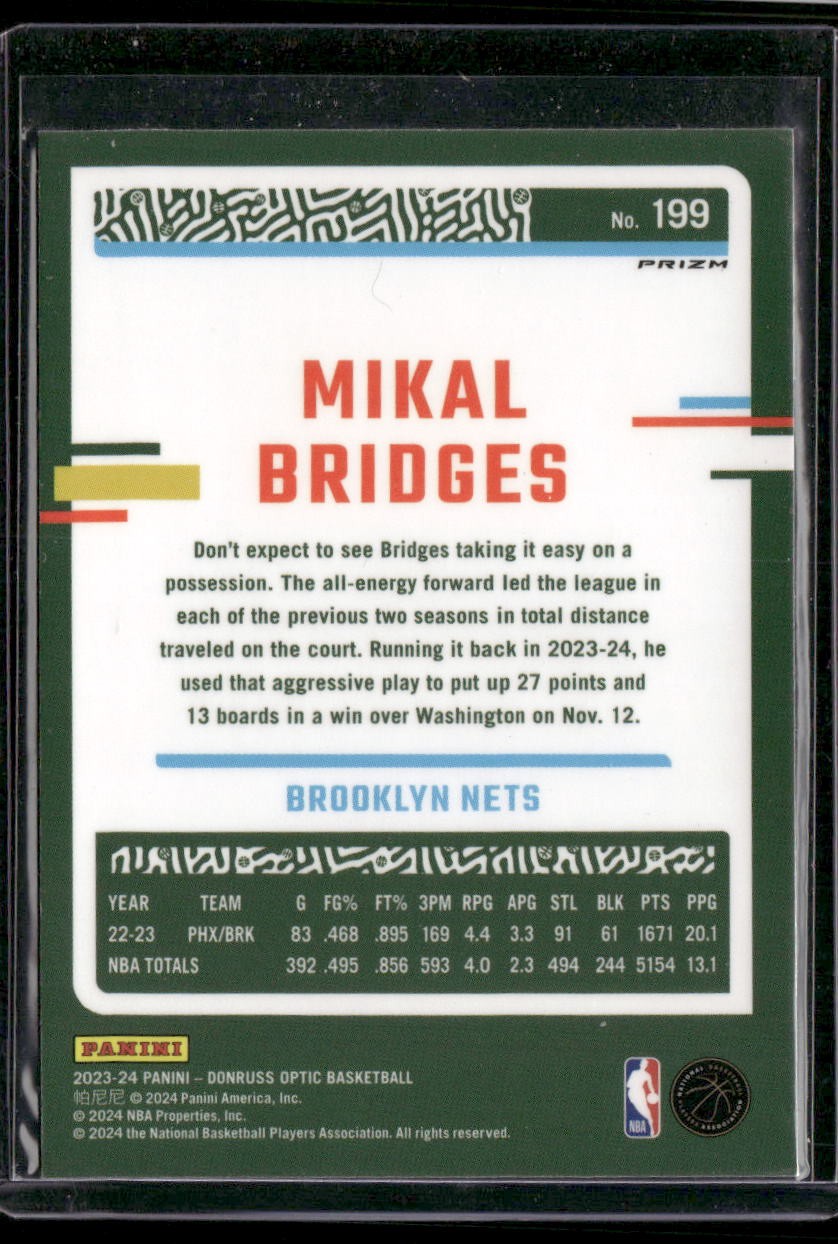 No. 199
PRIZM
MIKAL
BRIDGES
Don't expect to see Bridges taking it easy on a
possession. The all-energy forward led the league in
each of the previous two seasons in total distance
traveled on the court. Running it back in 2023-24, he
used that aggressive play to put up 27 points and
13 boards in a win over Washington on Nov. 12.
BROOKLYN NETS
YEAR TEAM G FG% FT% 3PM RPG APG STL BLK PTS PPG
22-23 PHX/BRK 83 .468 .895 169 4.4 3.3 91 61 1671 20.1
NBA TOTALS 392 .495 .856 593 4.0 2.3 494 244 5154 13.1
PANINI
2023-24 PANINI – DONRUSS OPTIC BASKETBALL
帕尼尼 © 2024 Panini America, Inc.
© 2024 NBA Properties, Inc.
© 2024 the National Basketball Players Association. All rights reserved.
NBA
NATIONAL BASKETBALL
PLAYERS ASSOCIATION